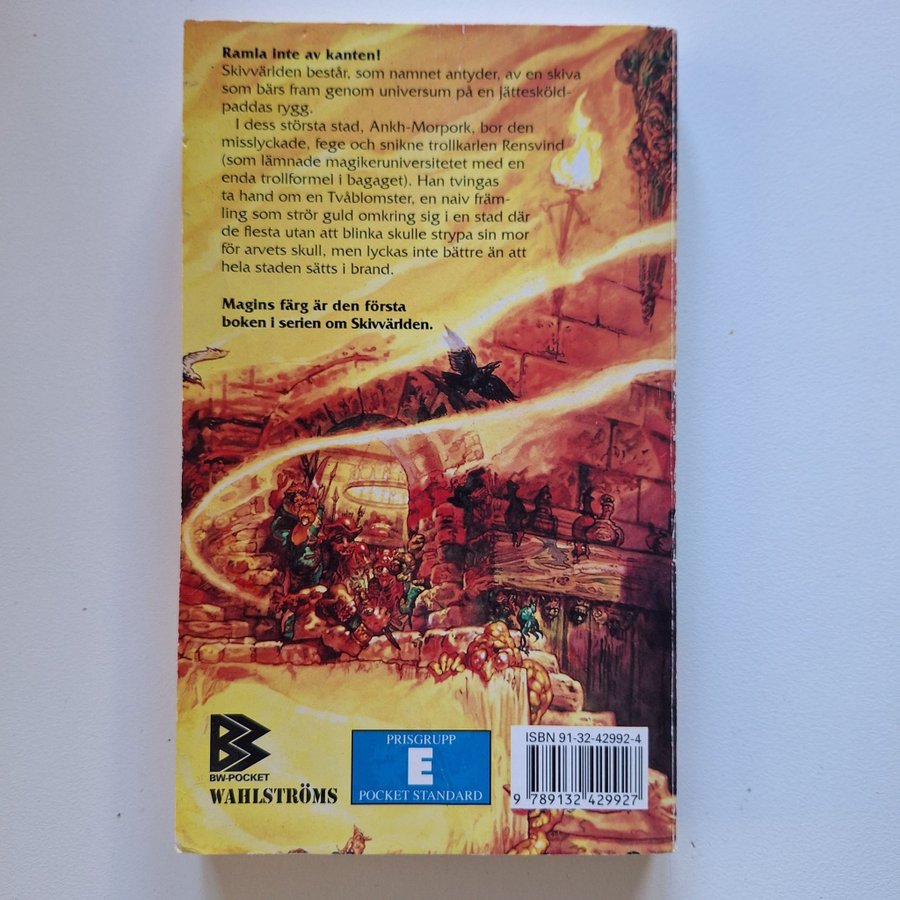 Ramla inte av kanten!
Skivvärlden består, som namnet antyder, av en skiva
som bärs fram genom universum på en jättesköld-
paddas rygg.
I dess största stad, Ankh-Morpork, bor den
misslyckade, fege och snikne trollkarlen Rensvind
(som lämnade magikeruniversitetet med en
enda trollformel i bagaget). Han tvingas
ta hand om en Tvåblomster, en naiv främ-
ling som strör guld omkring sig i en stad där
de flesta utan att blinka skulle strypa sin mor
för arvets skull, men lyckas inte bättre än att
hela staden sätts i brand.
Magins färg är den första
boken i serien om Skivvärlden.
BW-POCKET
WAHLSTRÖMS
PRISGRUPP
E
POCKET STANDARD
ISBN 91-32-42992-4
9 789132 429927